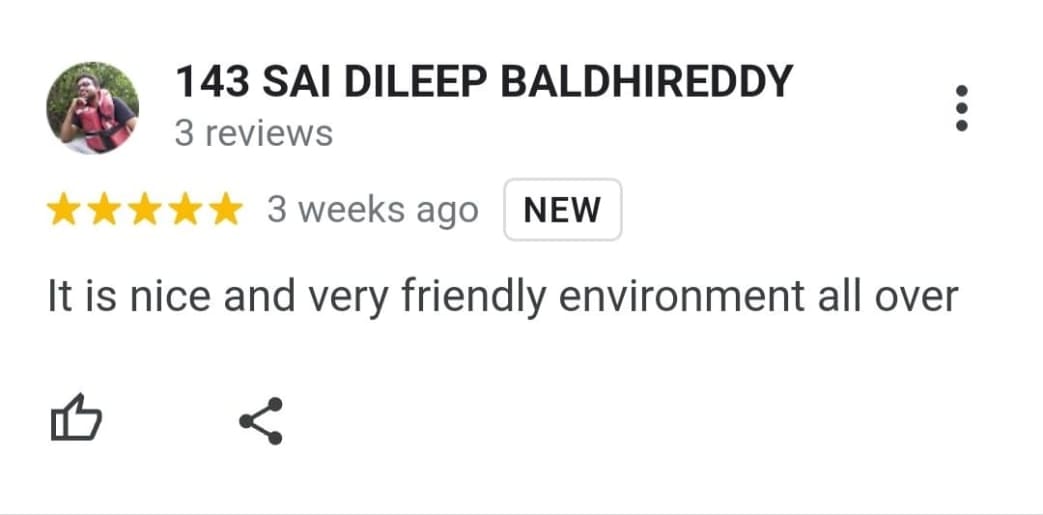 143 SAI DILEEP BALDHIREDDY
3 reviews
3 weeks ago NEW
It is nice and very friendly environment all over